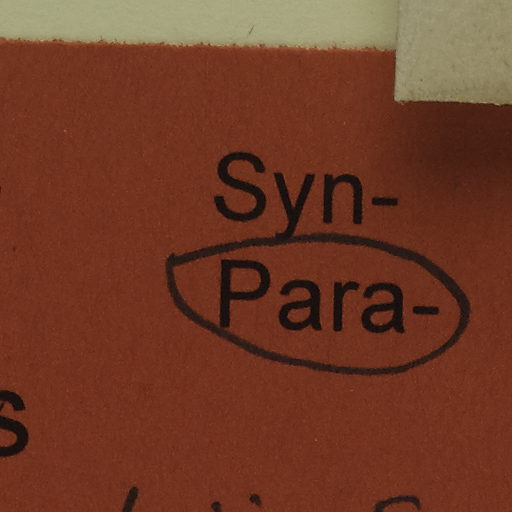 Syn-
Para-
s